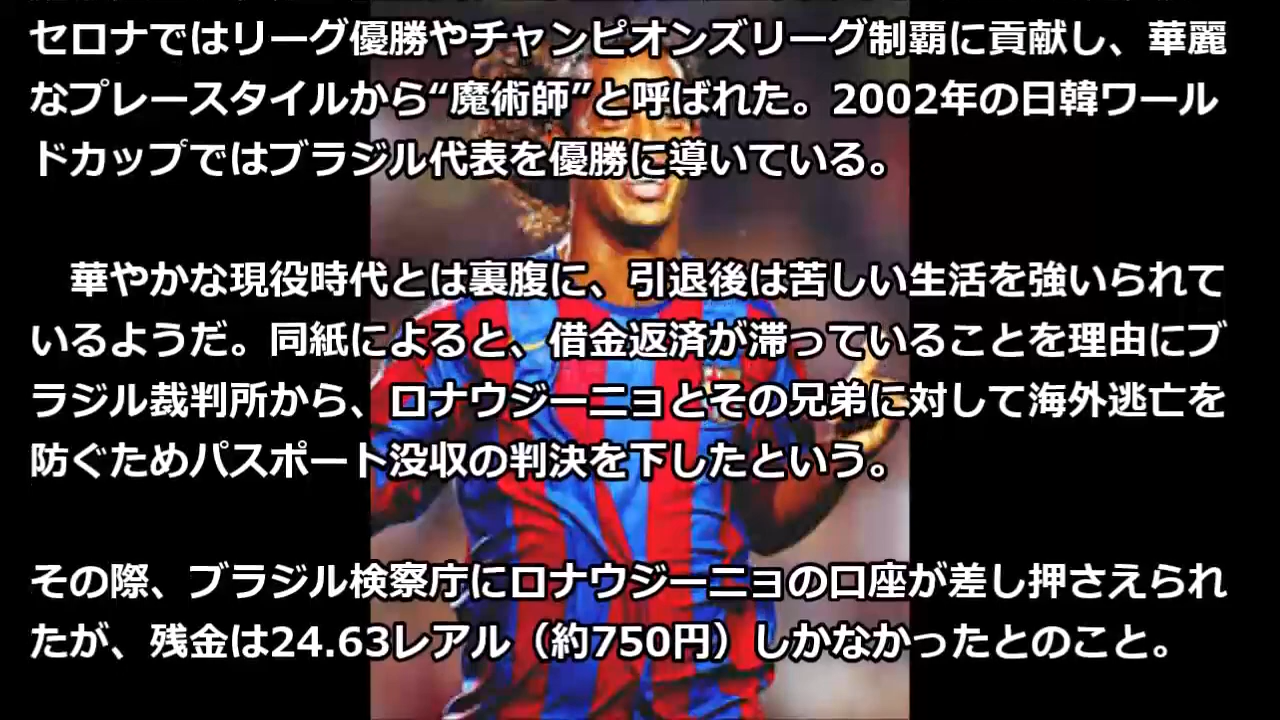 セロナではリーグ優勝やチャンピオンズリーグ制覇に貢献し、華麗
なプレースタイルから“魔術師”と呼ばれた。2002年の日韓ワール
ドカップではブラジル代表を優勝に導いている。
　華やかな現役時代とは裏腹に、引退後は苦しい生活を強いられて
いるようだ。同紙によると、借金返済が滞っていることを理由にブ
ラジル裁判所から、ロナウジーニョとその兄弟に対して海外逃亡を
防ぐためパスポート没収の判決を下したという。
その際、ブラジル検察庁にロナウジーニョの口座が差し押さえられ
たが、残金は24.63レアル（約750円）しかなかったとのこと。